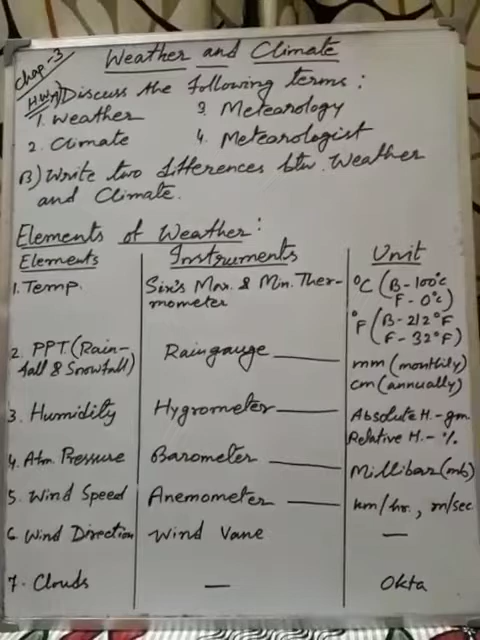 Chap-3
Weather and Climate
H.W. A) Discuss the following terms:
1. Weather 3. Meteorology
2. Climate 4. Meteorologist
B) Write two differences btw. Weather
and Climate.
Elements of Weather:
Elements Instruments Unit
1. Temp. Six's Max. & Min. Ther-
mometer
°C (B-100°C
F-0°C)
°F (B-212°F
F-32°F)
2. PPT. (Rain-
fall & Snowfall) Raingauge mm (monthly)
cm (annually)
3. Humidity Hygrometer Absolute H.-gm.
Relative H.-%
4. Atm. Pressure Barometer Millibar (mb)
5. Wind Speed Anemometer km/hr., m/sec.
6. Wind Direction Wind Vane —
7. Clouds — Okta